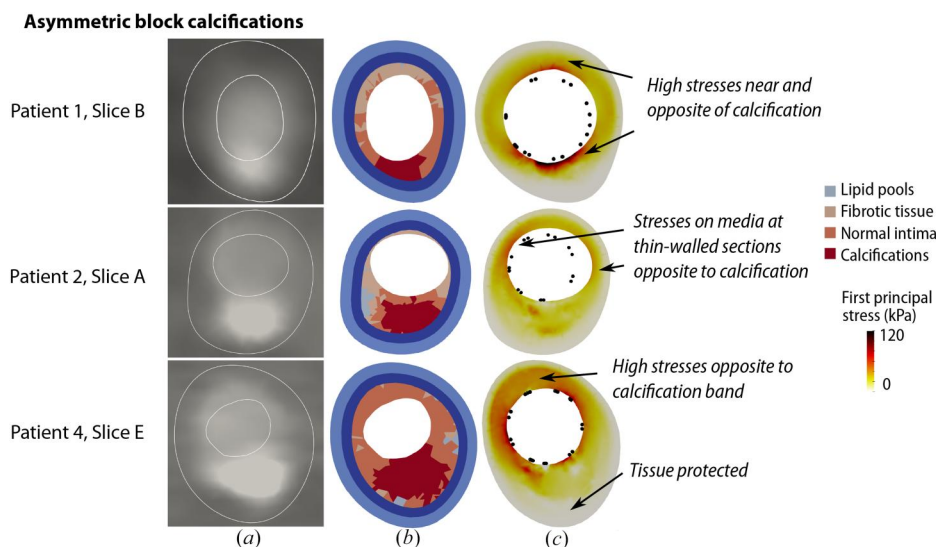 Asymmetric block calcifications
Patient 1, Slice B
High stresses near and
opposite of calcification
Patient 2, Slice A
Stresses on media at
thin-walled sections
opposite to calcification
Lipid pools
Fibrotic tissue
Normal intima
Calcifications
First principal
stress (kPa)
120
0
Patient 4, Slice E
High stresses opposite to
calcification band
Tissue protected
(a)
(b)
(c)